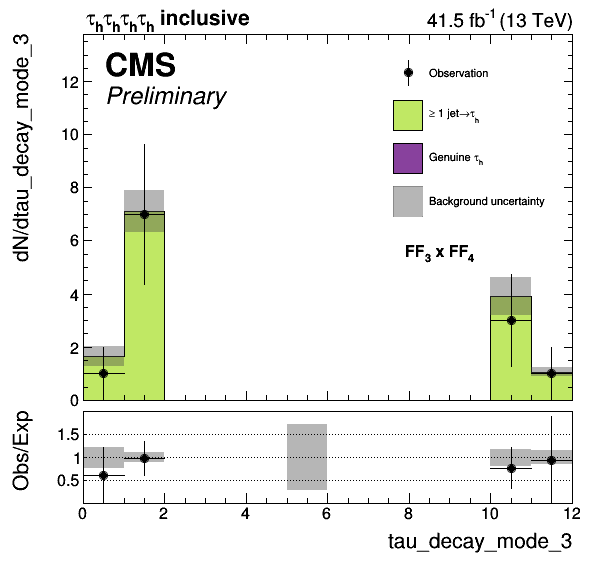 τhτhτhτh inclusive
41.5 fb⁻¹ (13 TeV)
CMS
Preliminary
Observation
≥ 1 jet→τh
Genuine τh
Background uncertainty
FF₃ x FF₄
dN/dtau_decay_mode_3
12
10
8
6
4
2
0
Obs/Exp
1.5
1
0.5
0 2 4 6 8 10 12
tau_decay_mode_3